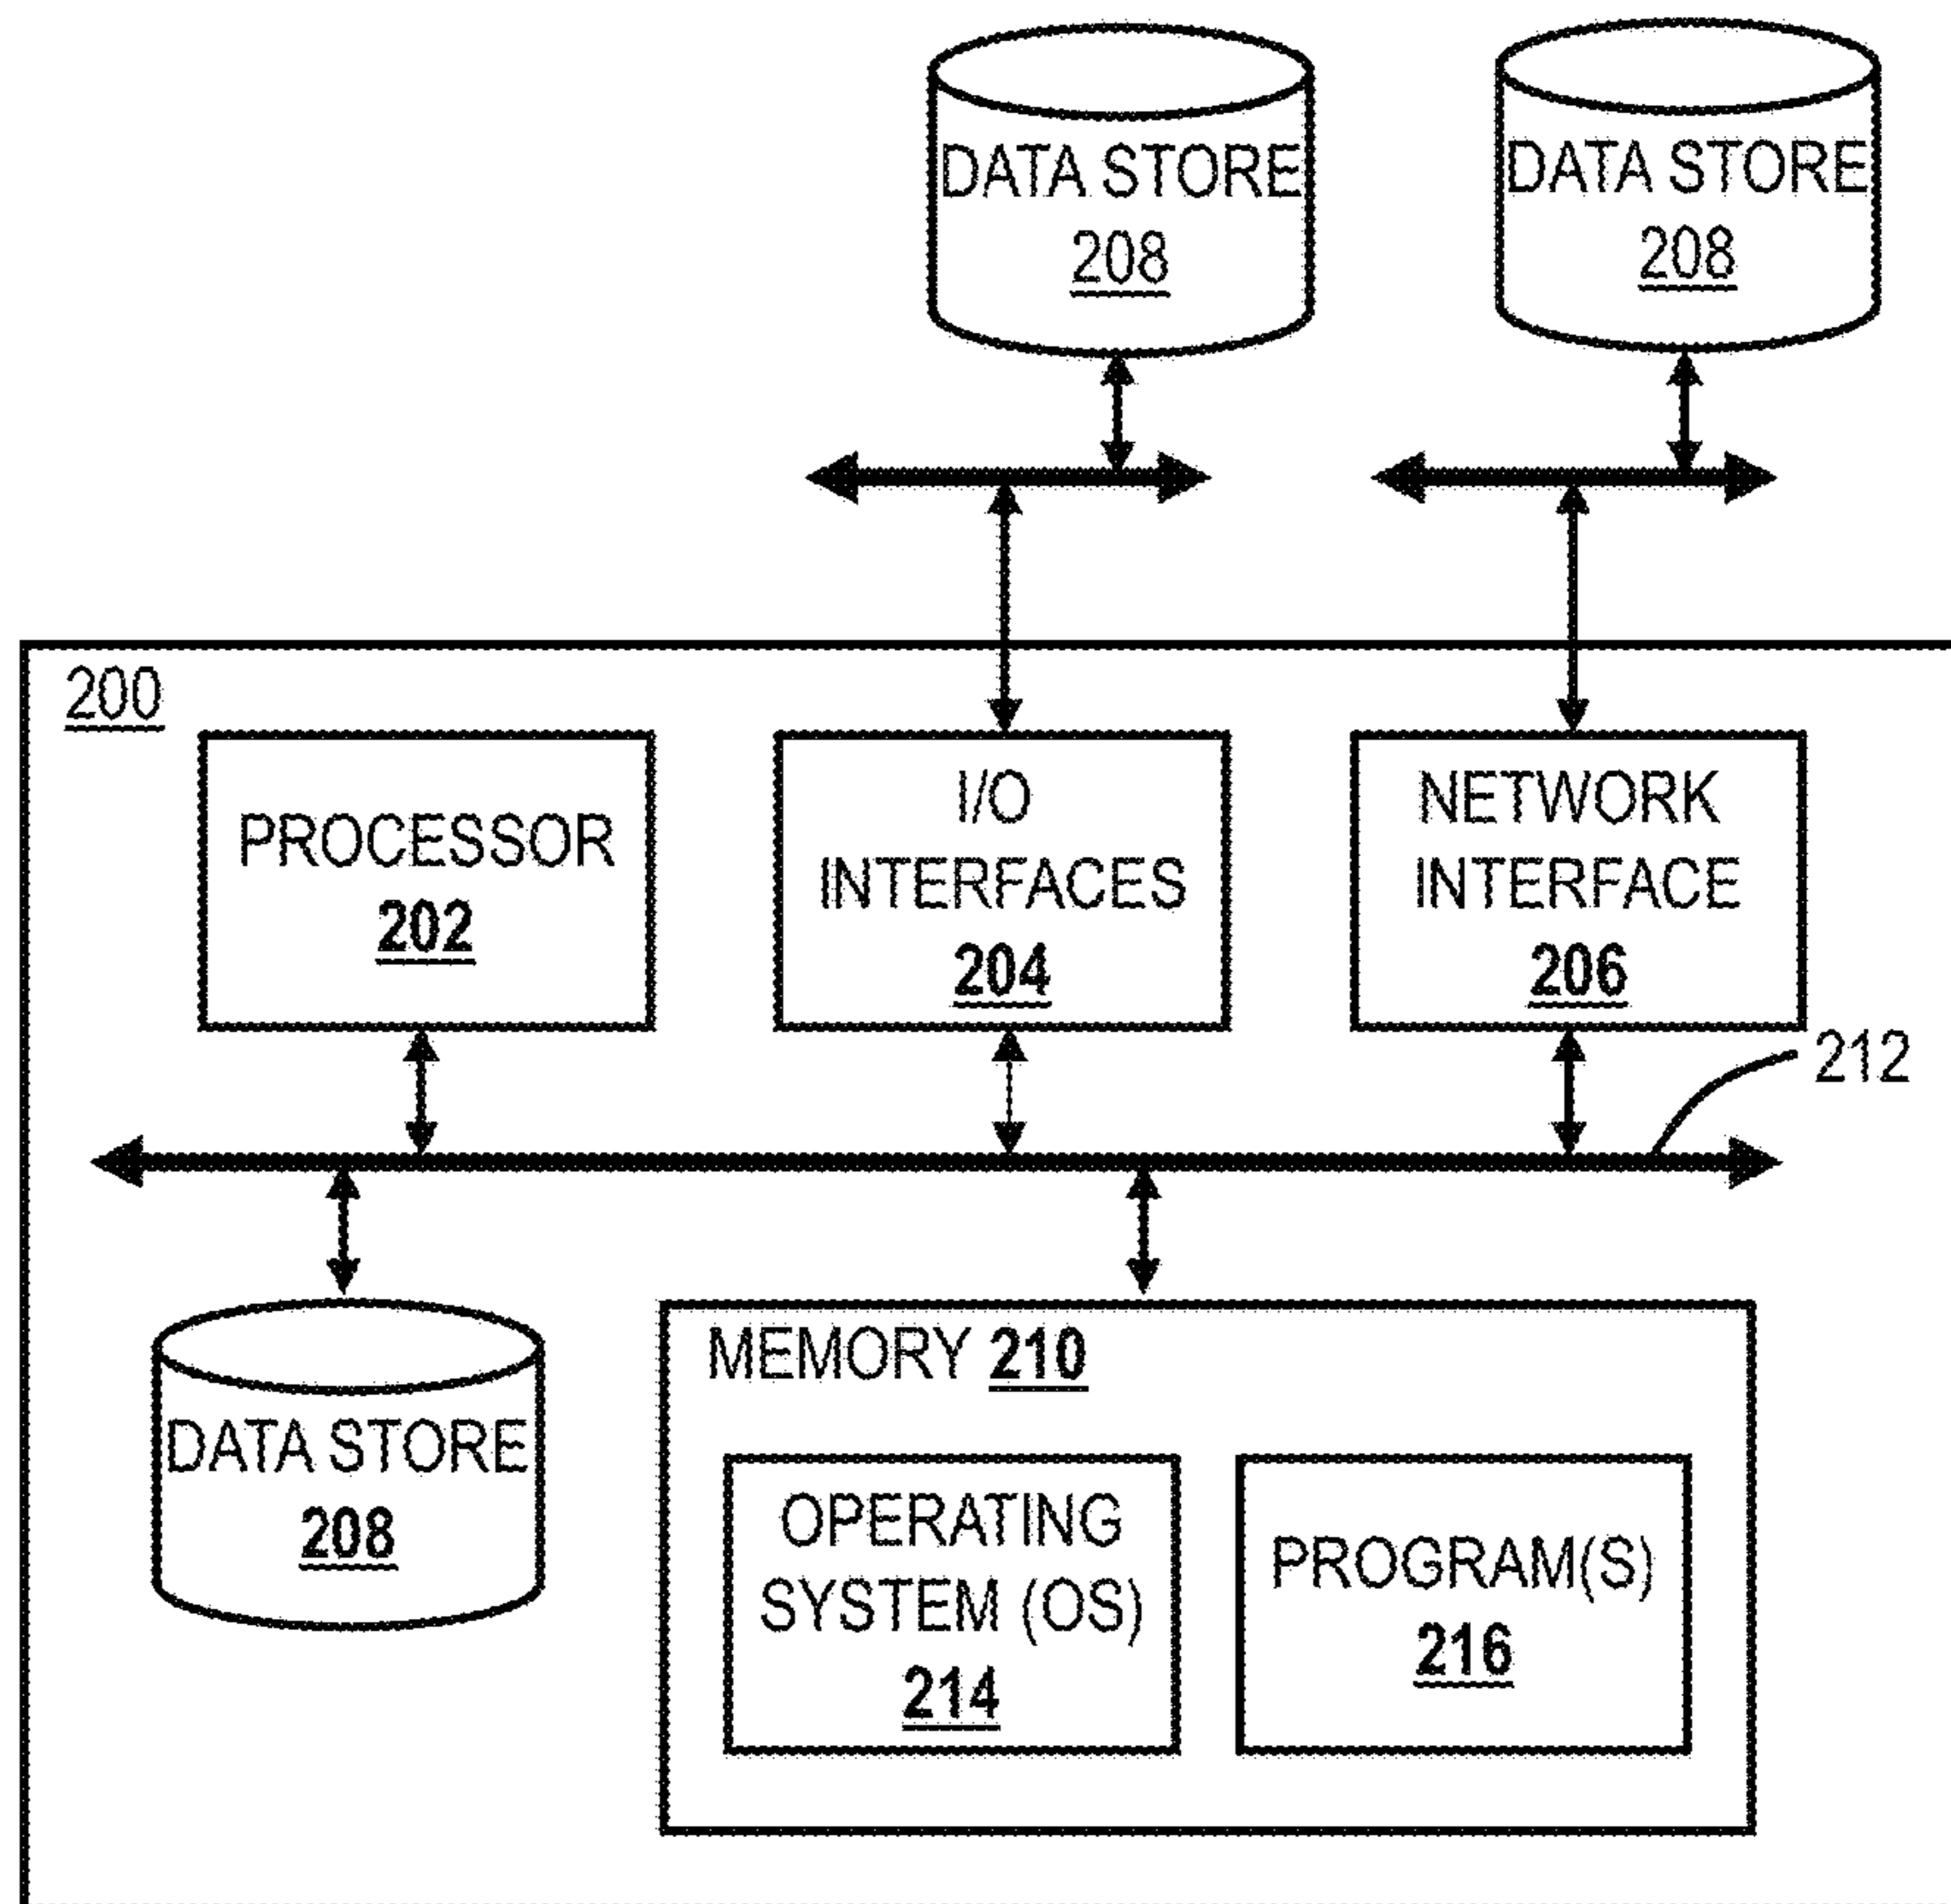 DATA STORE
208
DATA STORE
208
200
PROCESSOR
202
I/O
INTERFACES
204
NETWORK
INTERFACE
206
212
DATA STORE
208
MEMORY 210
OPERATING
SYSTEM (OS)
214
PROGRAM(S)
216